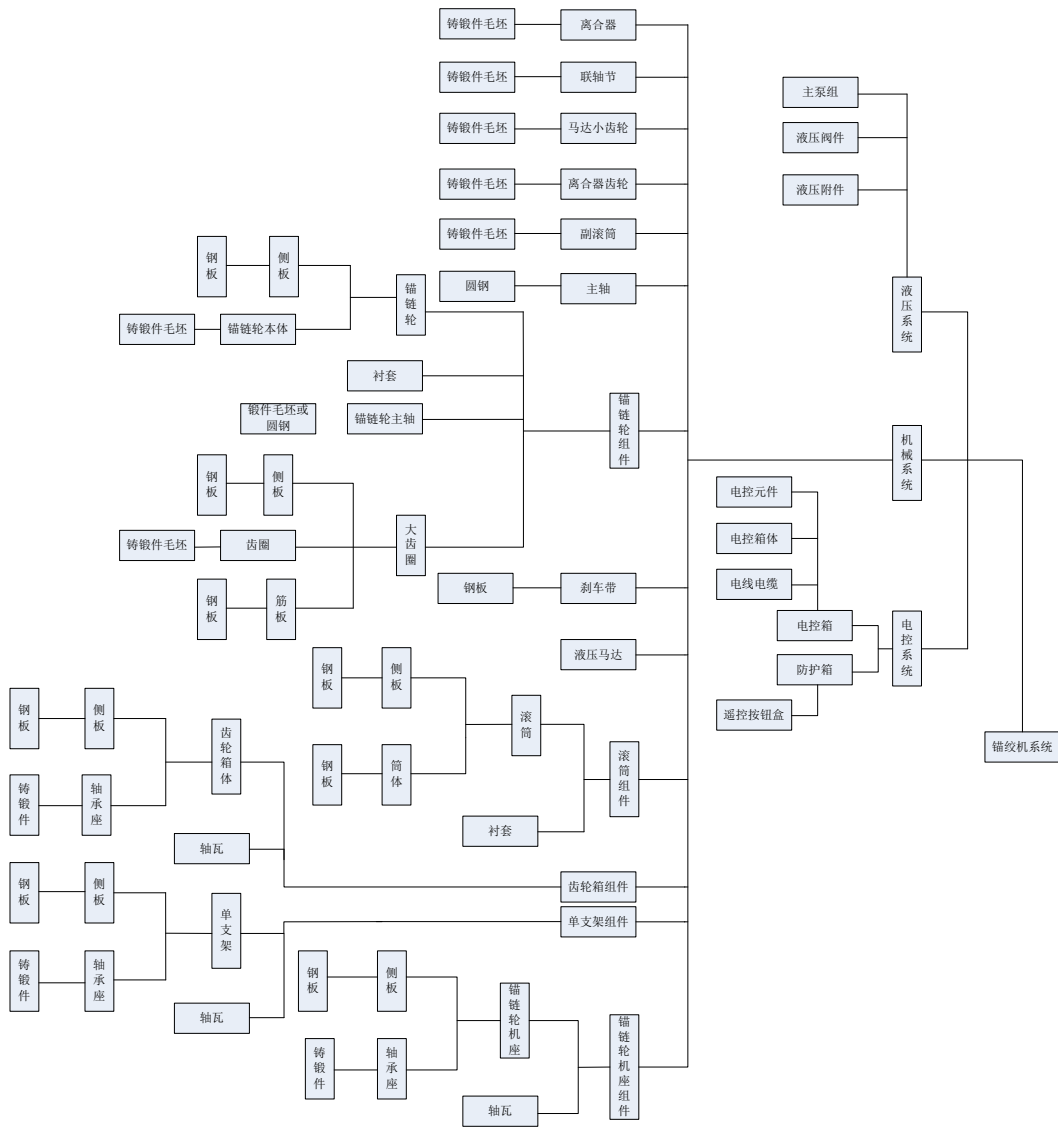 铸锻件毛坯
离合器
铸锻件毛坯
联轴节
主泵组
铸锻件毛坯
马达小齿轮
液压阀件
铸锻件毛坯
离合器齿轮
液压附件
铸锻件毛坯
副滚筒
钢板
侧板
圆钢
主轴
锚链轮
液压系统
铸锻件毛坯
锚链轮本体
衬套
锻件毛坯或
圆钢
锚链轮主轴
锚链轮组件
机械系统
钢板
侧板
电控元件
铸锻件毛坯
齿圈
大齿圈
电控箱体
钢板
筋板
钢板
刹车带
电线电缆
电控箱
电控系统
液压马达
钢板
侧板
防护箱
钢板
侧板
滚筒
遥控按钮盒
齿轮箱体
锚绞机系统
钢板
筒体
滚筒组件
铸锻件
轴承座
衬套
轴瓦
钢板
侧板
齿轮箱组件
单支架
单支架组件
铸锻件
轴承座
钢板
侧板
轴瓦
锚链轮机座
锚链轮机座组件
铸锻件
轴承座
轴瓦